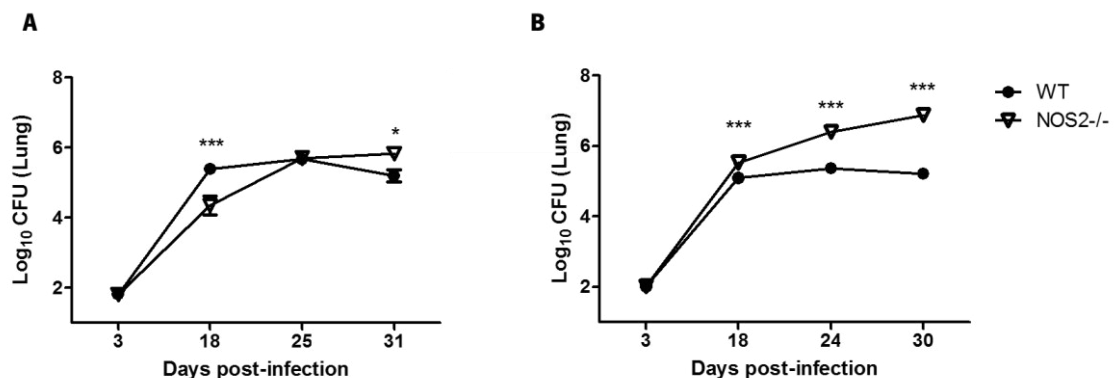 A
Log10 CFU (Lung)
8
6
4
2
***
*
3 18 25 31
Days post-infection
B
Log10 CFU (Lung)
8
6
4
2
***
***
***
3 18 24 30
Days post-infection
WT
NOS2-/-